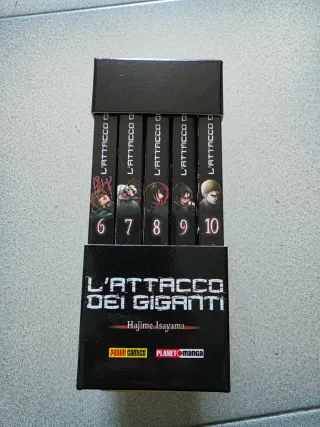 L'ATTACCO D
L'ATTACCO D
L'ATTACCO D
L'ATTACCO D
L'ATTACCO D
6
7
8
9
10
L'ATTACCO
DEI GIGANTI
Hajime Isayama
PANINI COMICS
PLANET MANGA